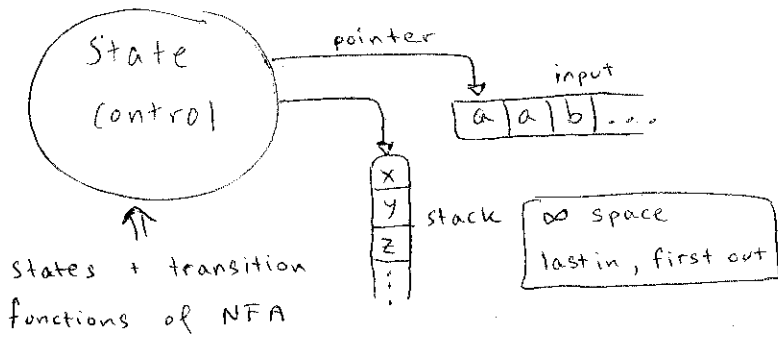 State
Control
pointer
input
a a b ....
x
y
z
stack
∞ space
last in, first out
states + transition
functions of NFA